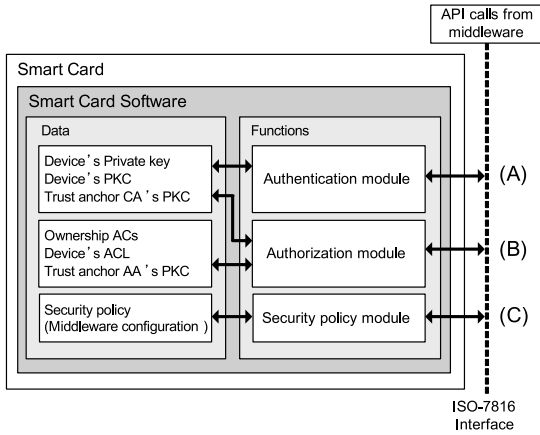 API calls from
middleware
Smart Card
Smart Card Software
Data
Functions
Device's Private key
Device's PKC
Trust anchor CA's PKC
Authentication module
(A)
Ownership ACs
Device's ACL
Trust anchor AA's PKC
Authorization module
(B)
Security policy
(Middleware configuration)
Security policy module
(C)
ISO-7816
Interface